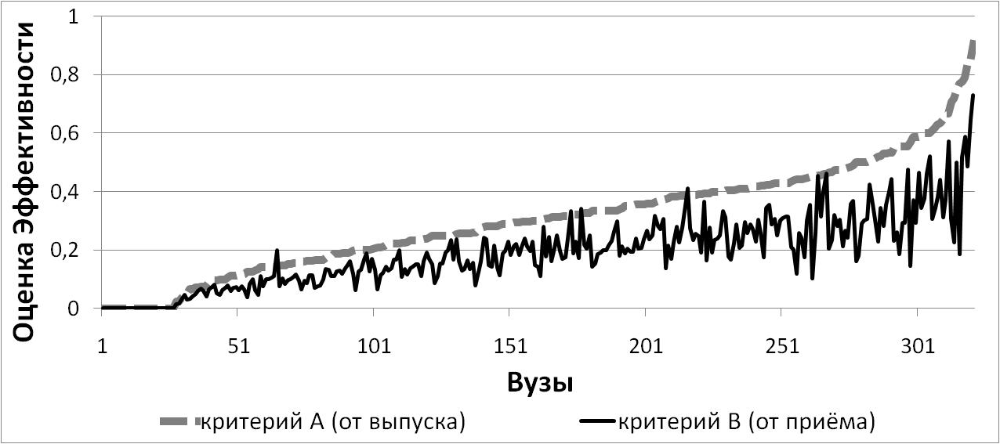 Оценка Эффективности
1
0,8
0,6
0,4
0,2
0
1 51 101 151 201 251 301
Вузы
критерий А (от выпуска) критерий В (от приёма)